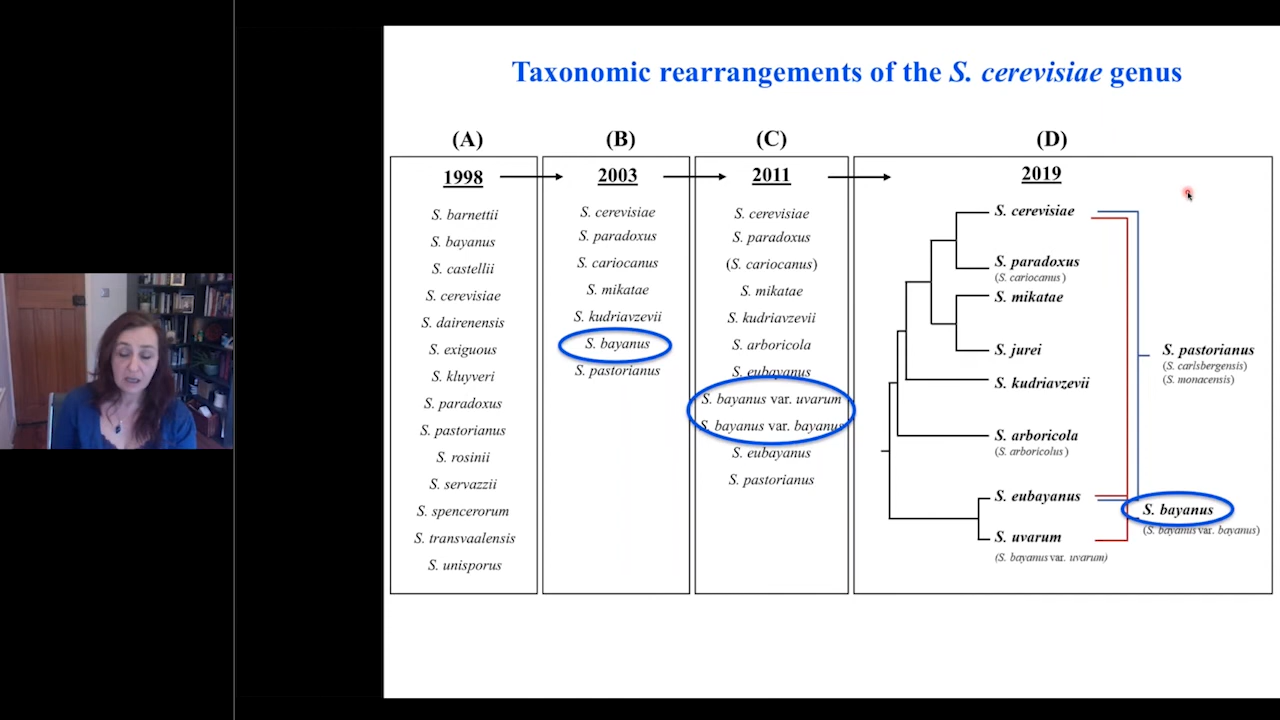 Taxonomic rearrangements of the S. cerevisiae genus
(A)
1998
S. barnettii
S. bayanus
S. castellii
S. cerevisiae
S. dairenensis
S. exiguous
S. kluyveri
S. paradoxus
S. pastorianus
S. rosinii
S. servazzii
S. spencerorum
S. transvaalensis
S. unisporus
(B)
2003
S. cerevisiae
S. paradoxus
S. cariocanus
S. mikatae
S. kudriavzevii
S. bayanus
S. pastorianus
(C)
2011
S. cerevisiae
S. paradoxus
(S. cariocanus)
S. mikatae
S. kudriavzevii
S. arboricola
S. eubayanus
S. bayanus var. uvarum
S. bayanus var. bayanus
S. eubayanus
S. pastorianus
(D)
2019
S. cerevisiae
S. paradoxus
(S. cariocanus)
S. mikatae
S. jurei
S. kudriavzevii
S. arboricola
(S. arboricolus)
S. eubayanus
S. uvarum
(S. bayanus var. uvarum)
S. pastorianus
(S. carlsbergensis)
(S. monacensis)
S. bayanus
(S. bayanus var. bayanus)